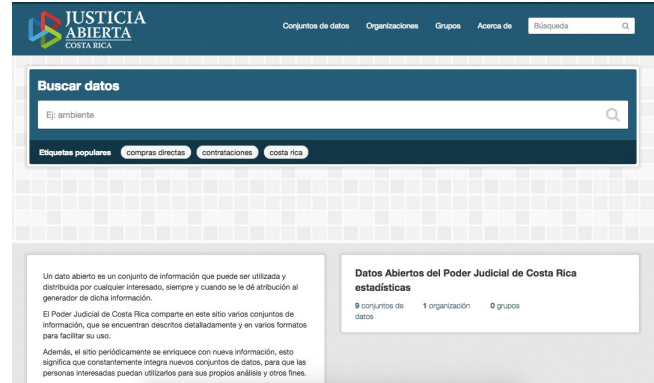 JUSTICIA
ABIERTA
COSTA RICA
Conjuntos de datos Organizaciones Grupos Acerca de Búsqueda
Buscar datos
Ej: ambiente
Etiquetas populares compras directas contrataciones costa rica
Un dato abierto es un conjunto de información que puede ser utilizada y
distribuida por cualquier interesado, siempre y cuando se le dé atribución al
generador de dicha información.
El Poder Judicial de Costa Rica comparte en este sitio varios conjuntos de
información, que se encuentran descritos detalladamente y en varios formatos
para facilitar su uso.
Además, el sitio periódicamente se enriquece con nueva información, esto
significa que constantemente integra nuevos conjuntos de datos, para que las
personas interesadas puedan utilizarlos para sus propios análisis y otros fines.
Datos Abiertos del Poder Judicial de Costa Rica
estadísticas
9 conjuntos de 1 organización 0 grupos
datos